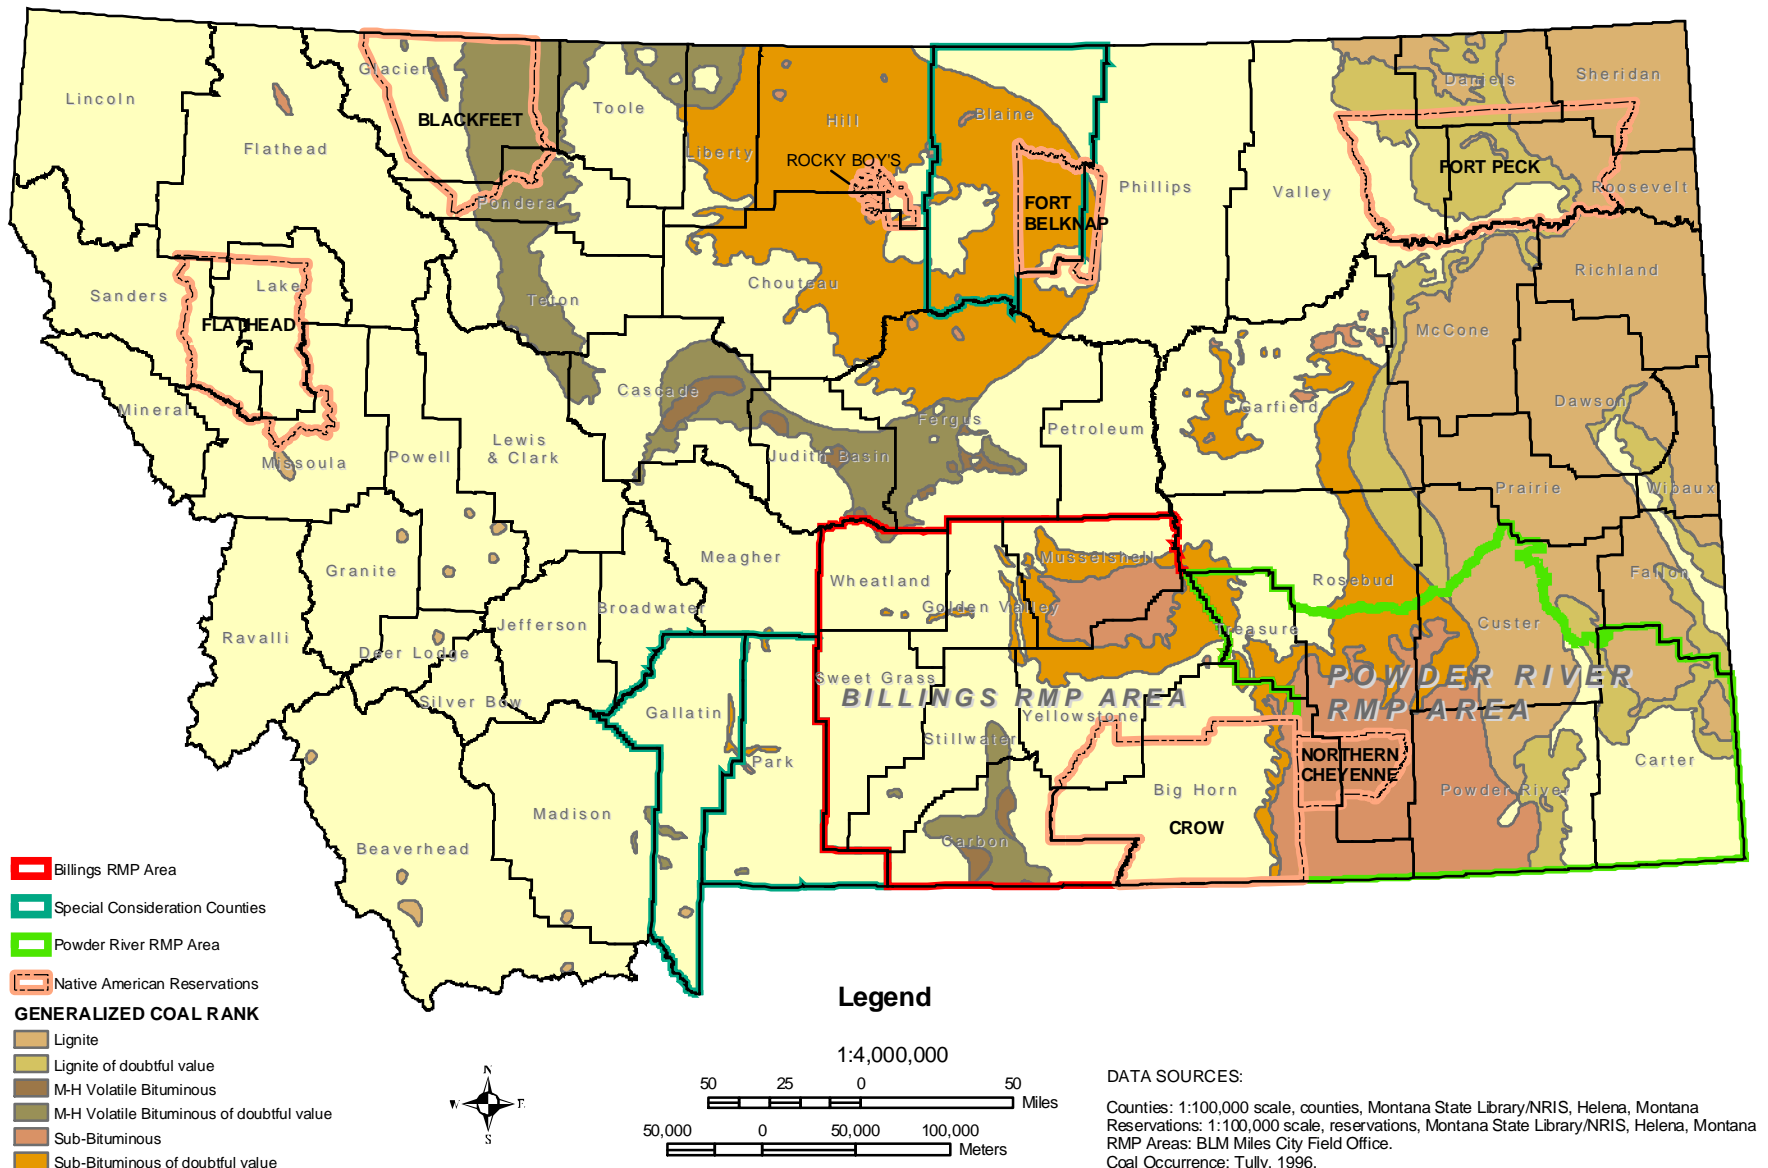 Lincoln
Flathead
Glacier
BLACKFEET
Toole
Liberty
Hill
ROCKY BOY'S
Blaine
FORT
BELKNAP
Phillips
Valley
Daniels
Sheridan
FORT PECK
Roosevelt
Pondera
Sanders
Lake
FLATHEAD
Teton
Chouteau
Richland
McCone
Mineral
Missoula
Powell
Lewis
& Clark
Cascade
Judith Basin
Fergus
Petroleum
Garfield
Dawson
Prairie
Wibaux
Granite
Ravalli
Deer Lodge
Silver Bow
Jefferson
Broadwater
Meagher
Wheatland
Golden Valley
Musselshell
Treasure
Rosebud
Custer
Fallon
Gallatin
Park
Sweet Grass
BILLINGS RMP AREA
Stillwater
Yellowstone
POWDER RIVER
RMP AREA
Beaverhead
Madison
Carbon
Big Horn
CROW
NORTHERN
CHEYENNE
Powder River
Carter
Billings RMP Area
Special Consideration Counties
Powder River RMP Area
Native American Reservations
GENERALIZED COAL RANK
Lignite
Lignite of doubtful value
M-H Volatile Bituminous
M-H Volatile Bituminous of doubtful value
Sub-Bituminous
Sub-Bituminous of doubtful value
N
W E
S
Legend
1:4,000,000
50 25 0 50
Miles
50,000 0 50,000 100,000
Meters
DATA SOURCES:
Counties: 1:100,000 scale, counties, Montana State Library/NRIS, Helena, Montana
Reservations: 1:100,000 scale, reservations, Montana State Library/NRIS, Helena, Montana
RMP Areas: BLM Miles City Field Office.
Coal Occurrence: Tully, 1996.